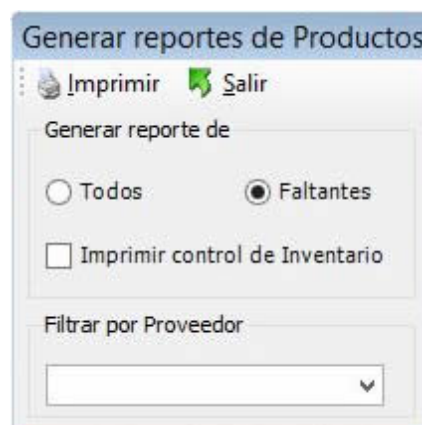 Generar reportes de Productos
Imprimir Salir
Generar reporte de
Todos Faltantes
Imprimir control de Inventario
Filtrar por Proveedor